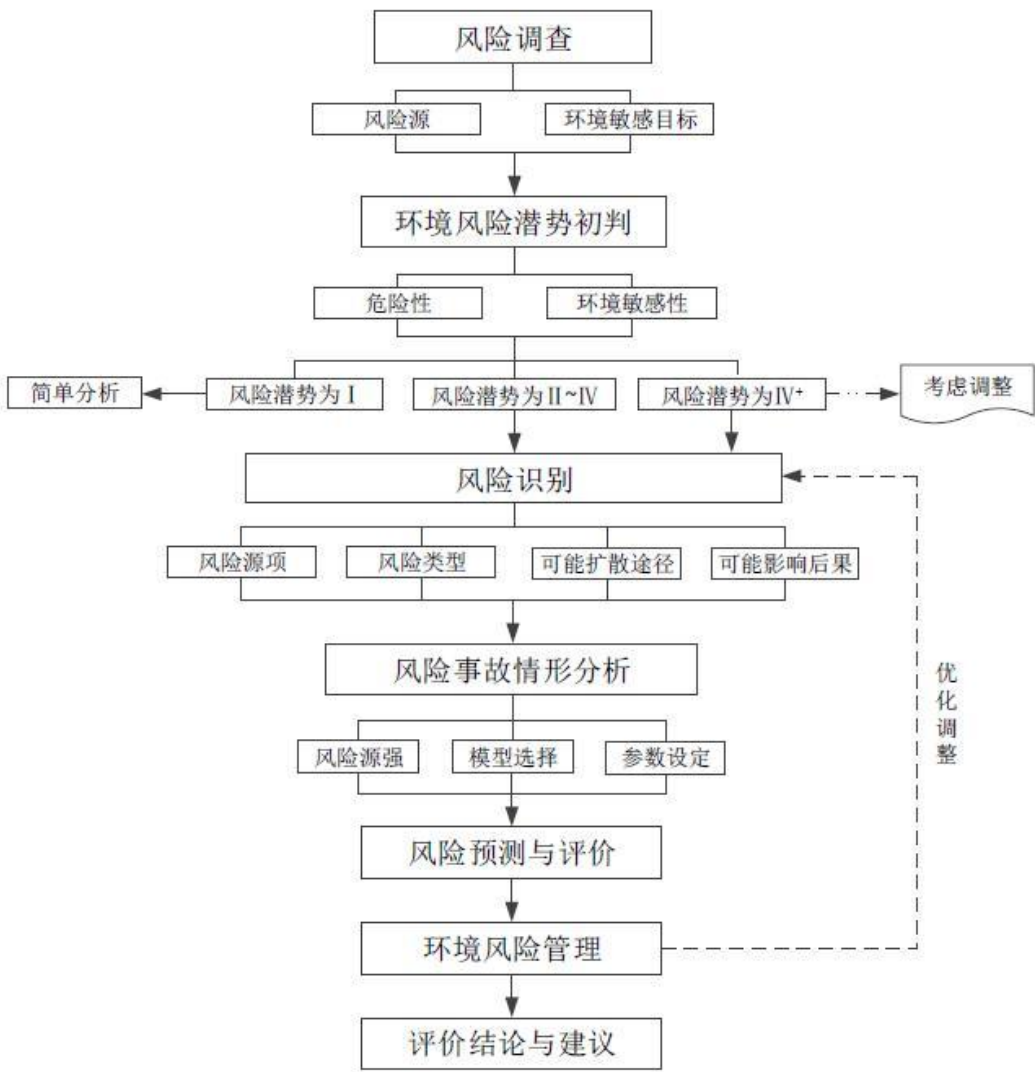 风险调查
风险源
环境敏感目标
环境风险潜势初判
危险性
环境敏感性
简单分析
风险潜势为Ⅰ
风险潜势为Ⅱ~Ⅳ
风险潜势为Ⅳ⁺
考虑调整
风险识别
风险源项
风险类型
可能扩散途径
可能影响后果
风险事故情形分析
优化调整
风险源强
模型选择
参数设定
风险预测与评价
环境风险管理
评价结论与建议